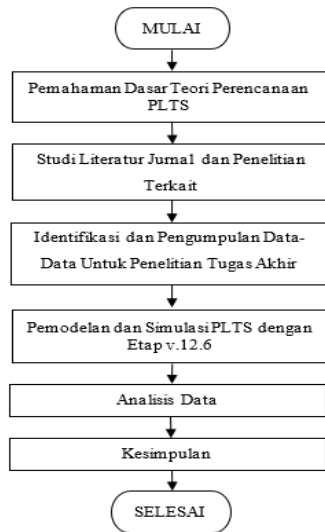 MULAI
Pemahaman Dasar Teori Perencanaan
PLTS
Studi Literatur Jurnal dan Penelitian
Terkait
Identifikasi dan Pengumpulan Data-
Data Untuk Penelitian Tugas Akhir
Pemodelan dan Simulasi PLTS dengan
Etap v.12.6
Analisis Data
Kesimpulan
SELESAI